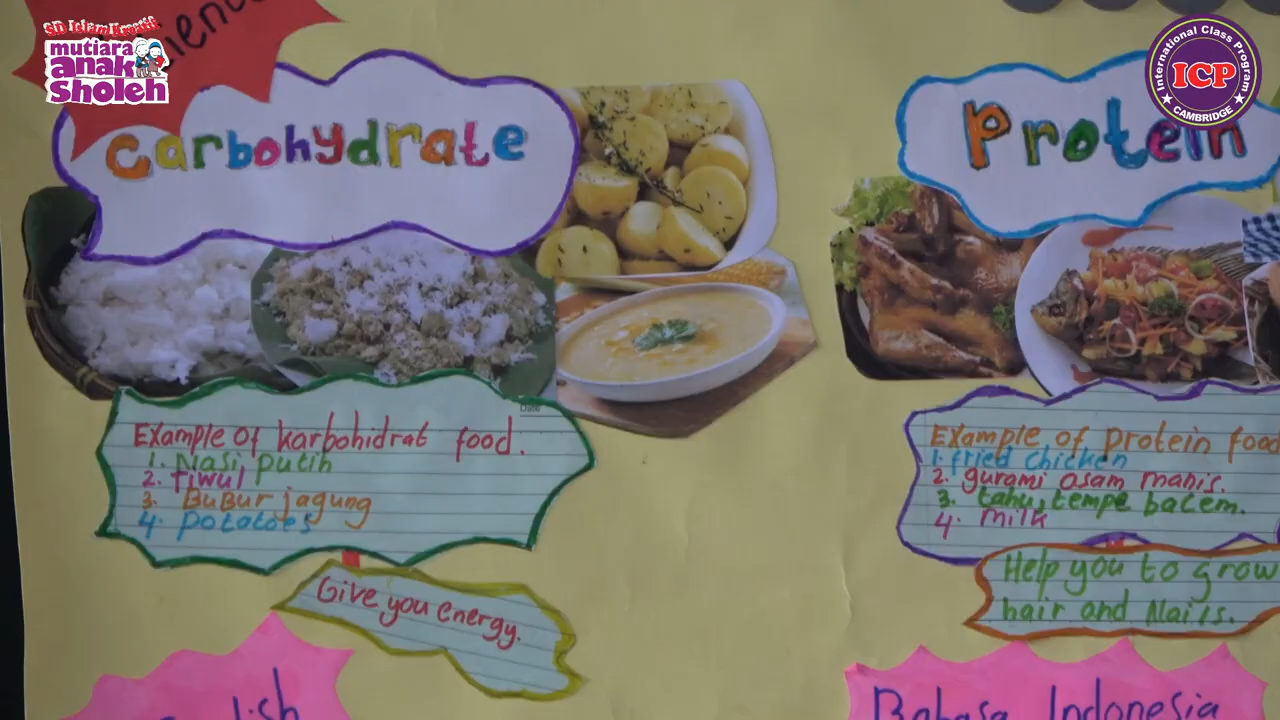 SD Islam Kreatif
mutiara
anak
Sholeh
International Class Program
ICP
CAMBRIDGE
Carbohydrate
Protein
Date
Example of karbohidrat food.
1. Nasi putih
2. Tiwul
3. BuBur jagung
4. Potatoes
Give you energy.
Example of protein food
1. fried chicken
2. gurami asam manis.
3. tahu, tempe bacem.
4. Milk
Help you to grow
hair and Nails.
Bahasa Indonesia